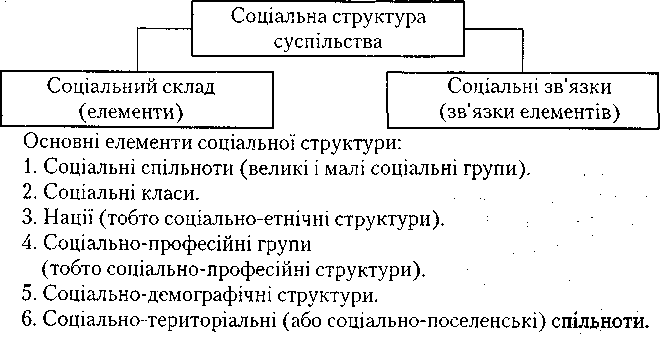 Соціальна структура
суспільства
Соціальний склад
(елементи)
Соціальні зв'язки
(зв'язки елементів)
Основні елементи соціальної структури:
1. Соціальні спільноти (великі і малі соціальні групи).
2. Соціальні класи.
3. Нації (тобто соціально-етнічні структури).
4. Соціально-професійні групи
(тобто соціально-професійні структури).
5. Соціально-демографічні структури.
6. Соціально-територіальні (або соціально-поселенські) спільноти.